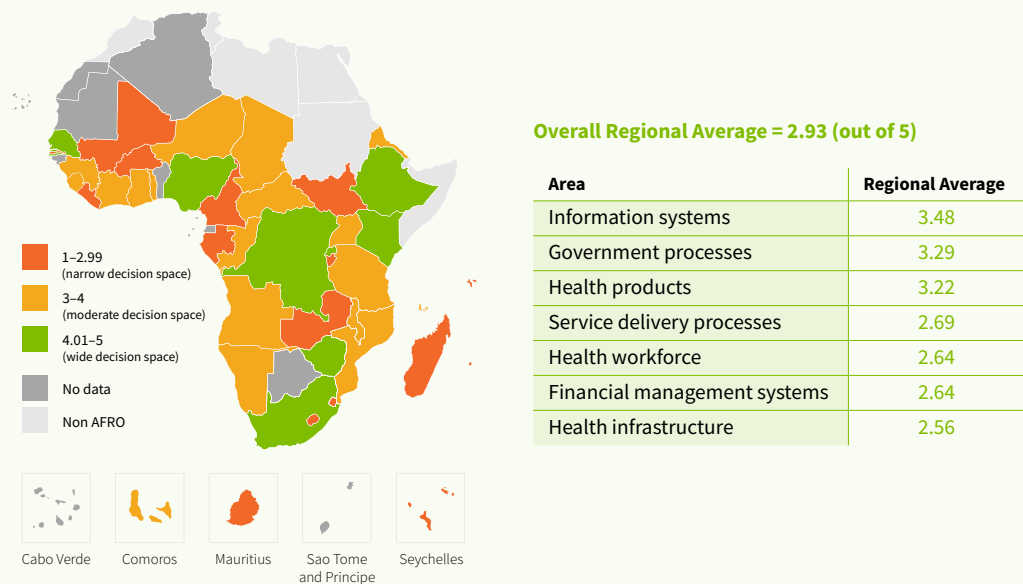 1–2.99
(narrow decision space)
3–4
(moderate decision space)
4.01–5
(wide decision space)
No data
Non AFRO
Cabo Verde
Comoros
Mauritius
Sao Tome
and Principe
Seychelles
Overall Regional Average = 2.93 (out of 5)
Area Regional Average
Information systems 3.48
Government processes 3.29
Health products 3.22
Service delivery processes 2.69
Health workforce 2.64
Financial management systems 2.64
Health infrastructure 2.56